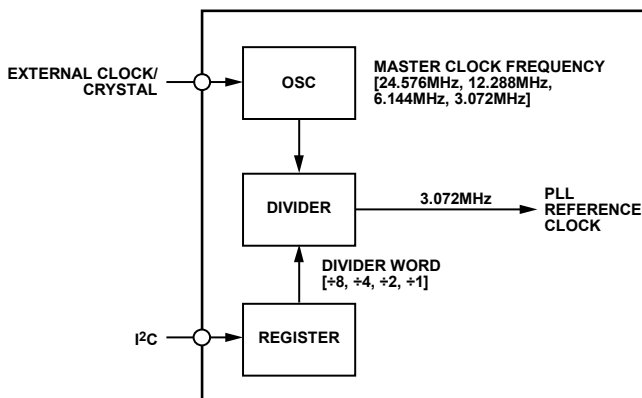 EXTERNAL CLOCK/
CRYSTAL
OSC
MASTER CLOCK FREQUENCY
[24.576MHz, 12.288MHz,
6.144MHz, 3.072MHz]
DIVIDER
3.072MHz
PLL
REFERENCE
CLOCK
DIVIDER WORD
[÷8, ÷4, ÷2, ÷1]
I²C
REGISTER